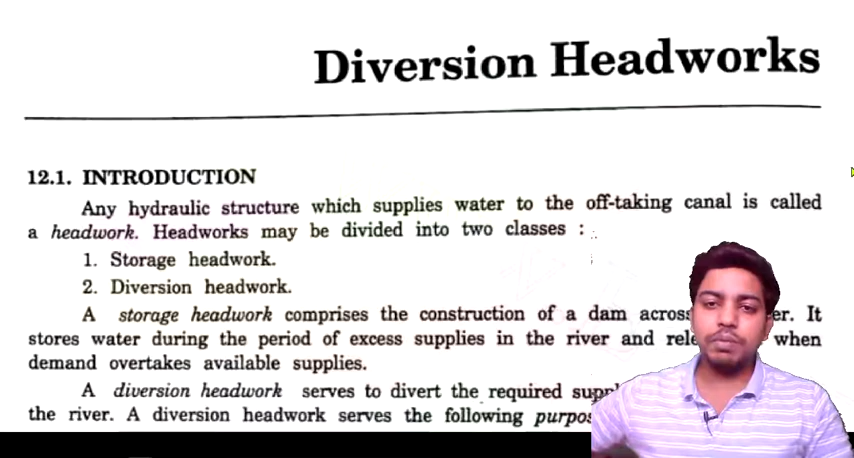 Diversion Headworks
12.1. INTRODUCTION
Any hydraulic structure which supplies water to the off-taking canal is called
a headwork. Headworks may be divided into two classes :
1. Storage headwork.
2. Diversion headwork.
A storage headwork comprises the construction of a dam across It
stores water during the period of excess supplies in the river and when
demand overtakes available supplies.
A diversion headwork serves to divert the required
the river. A diversion headwork serves the following